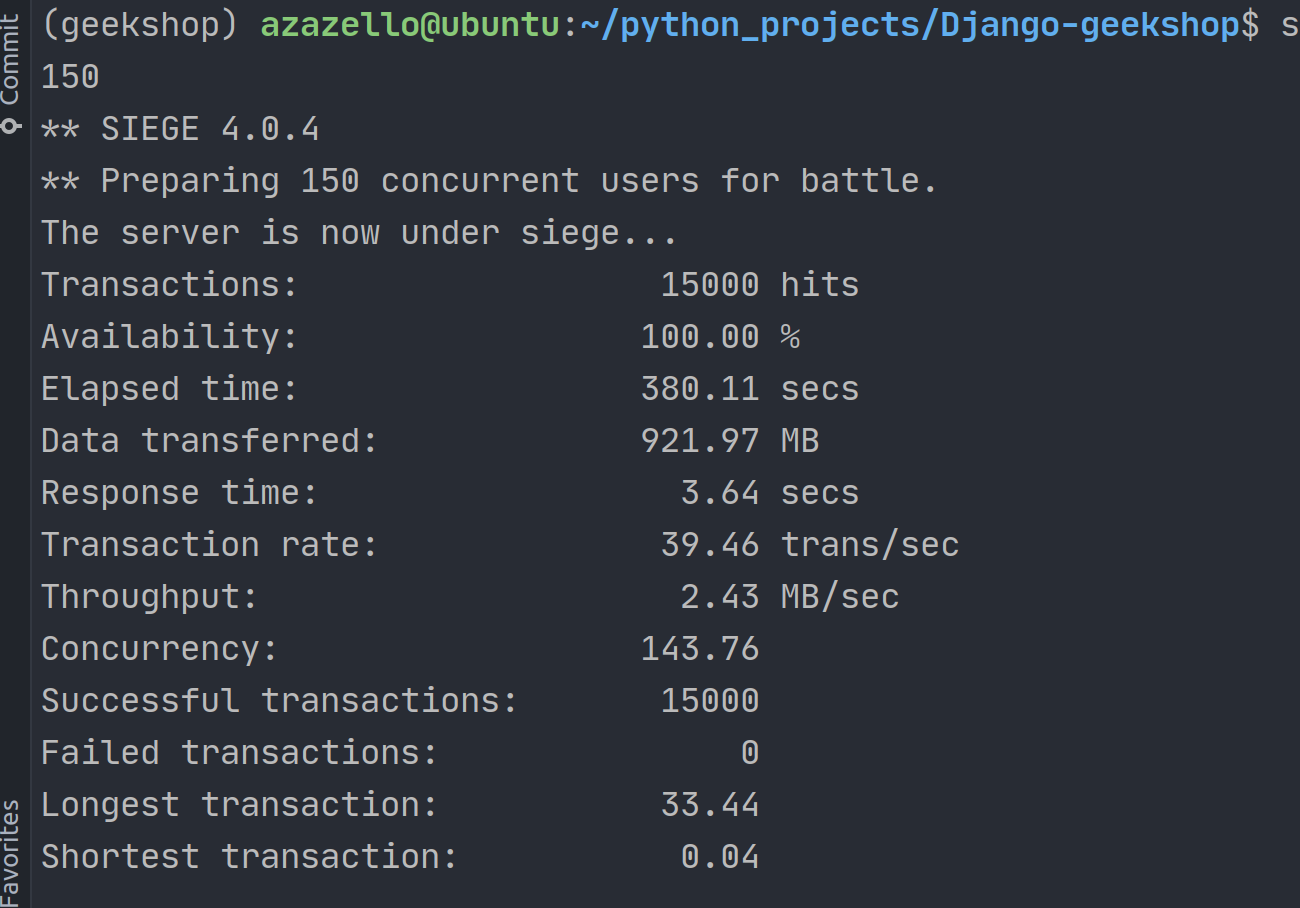 (geekshop) azazello@ubuntu:~/python_projects/Django-geekshop$ s
150
** SIEGE 4.0.4
** Preparing 150 concurrent users for battle.
The server is now under siege...
Transactions: 15000 hits
Availability: 100.00 %
Elapsed time: 380.11 secs
Data transferred: 921.97 MB
Response time: 3.64 secs
Transaction rate: 39.46 trans/sec
Throughput: 2.43 MB/sec
Concurrency: 143.76
Successful transactions: 15000
Failed transactions: 0
Longest transaction: 33.44
Shortest transaction: 0.04
Commit
Favorites